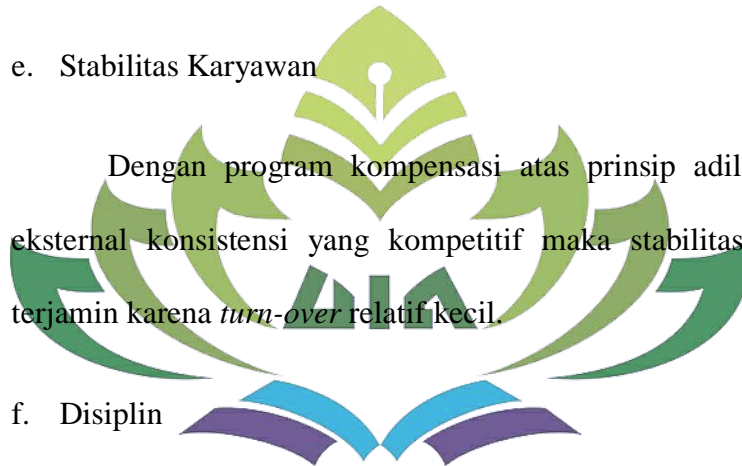 e. Stabilitas Karyawan
Dengan program kompensasi atas prinsip adil
eksternal konsistensi yang kompetitif maka stabilitas
terjamin karena turn-over relatif kecil.
f. Disiplin